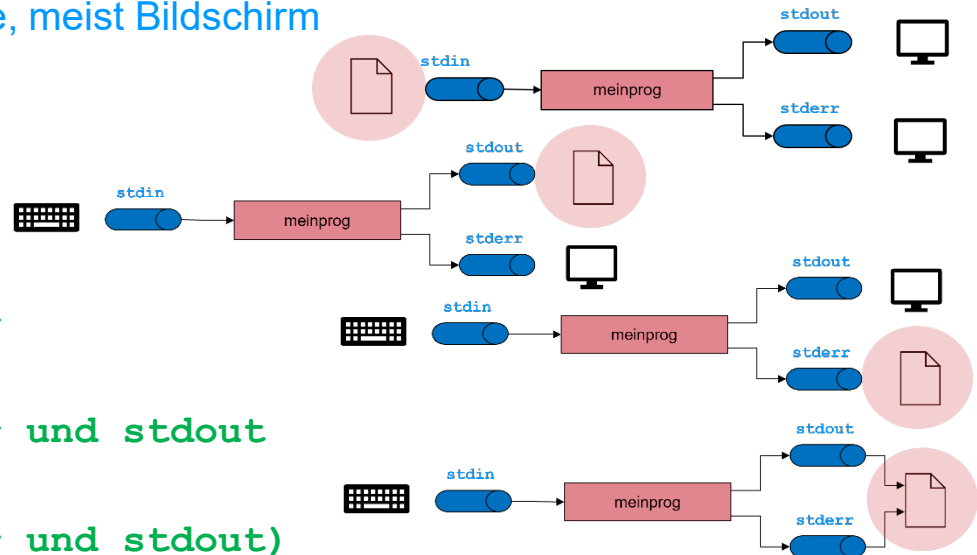 e, meist Bildschirm
stdout
stdin
meinprog
stderr
stdout
stdin
meinprog
stderr
stdout
stdin
meinprog
stderr
und stdout
stdout
stdin
meinprog
stderr
und stdout)